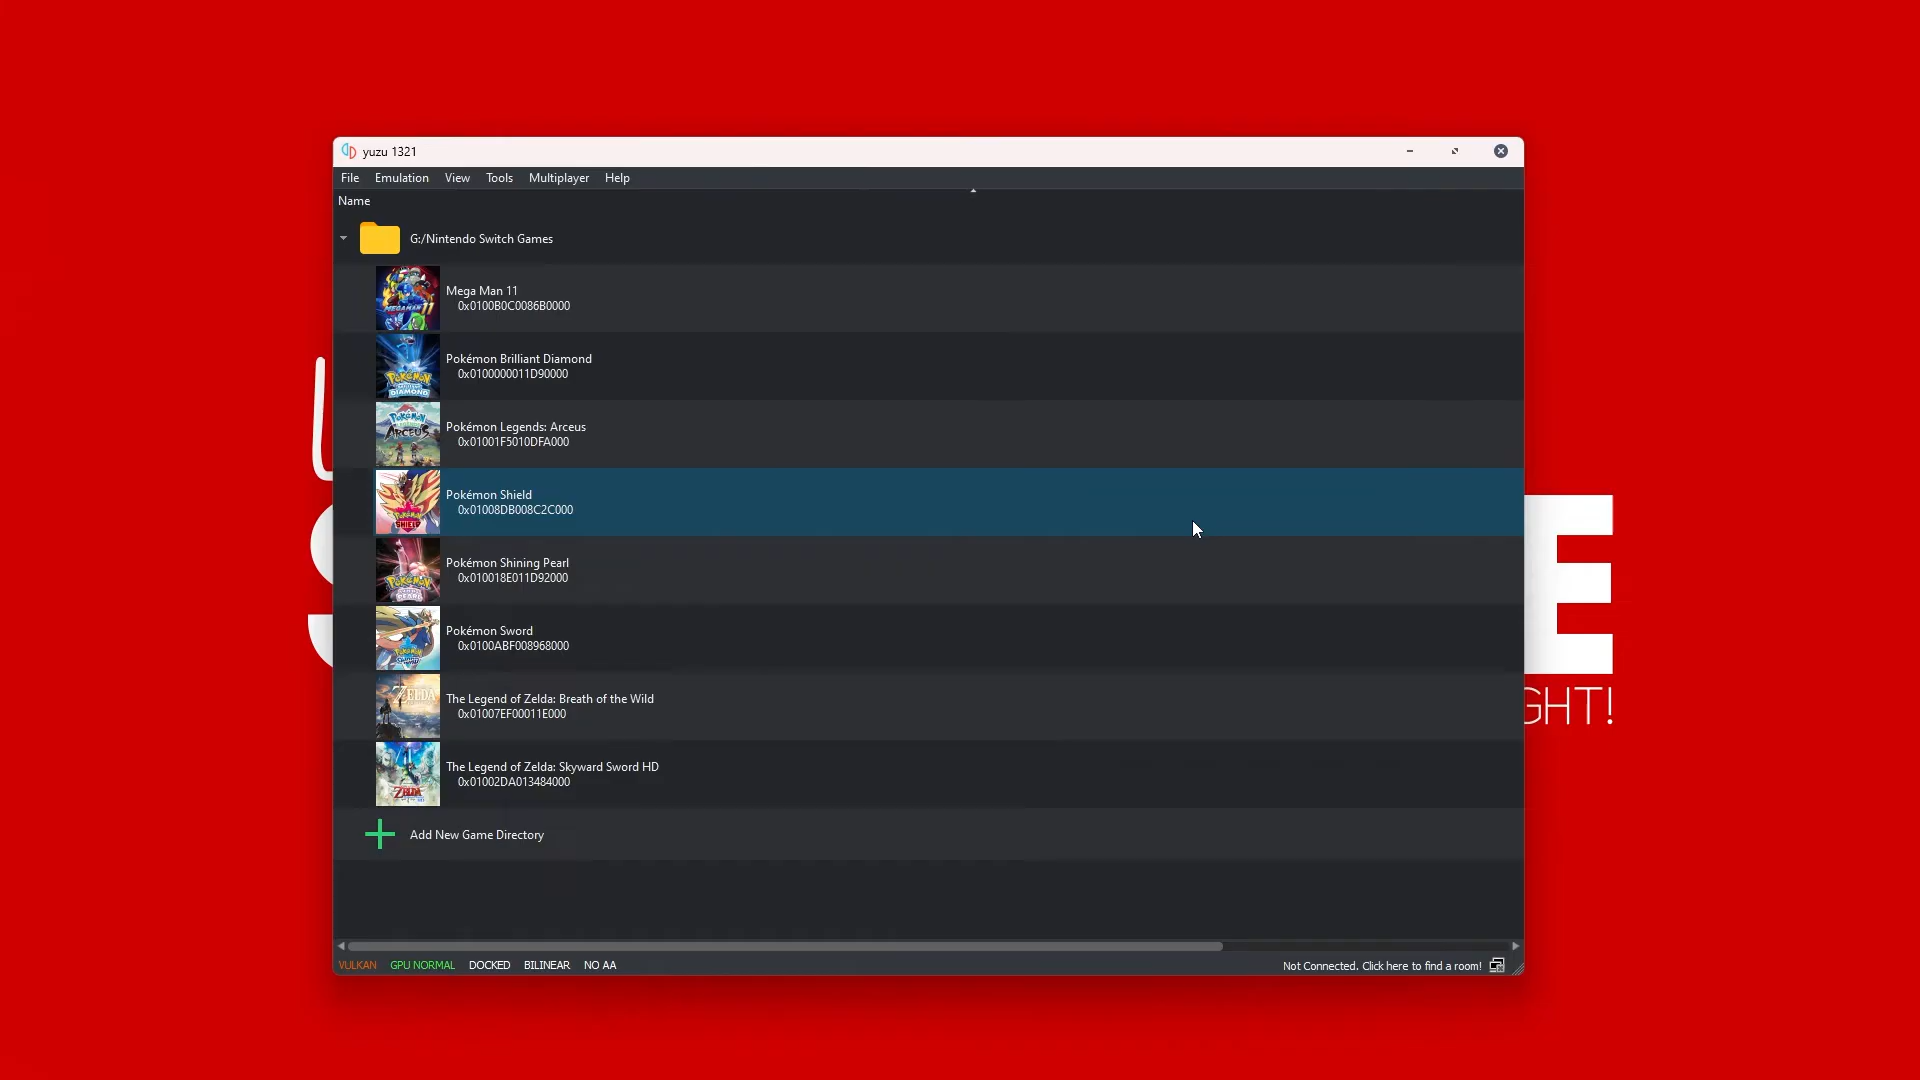 yuzu 1321
File Emulation View Tools Multiplayer Help
Name
G:/Nintendo Switch Games
Mega Man 11
0x0100B0C0086B0000
Pokémon Brilliant Diamond
0x0100000011D90000
Pokémon Legends: Arceus
0x01001F5010DFA000
Pokémon Shield
0x01008DB008C2C000
Pokémon Shining Pearl
0x010018E011D92000
Pokémon Sword
0x0100ABF008968000
The Legend of Zelda: Breath of the Wild
0x01007EF00011E000
The Legend of Zelda: Skyward Sword HD
0x01002DA013484000
Add New Game Directory
VULKAN GPU NORMAL DOCKED BILINEAR NO AA
Not Connected. Click here to find a room!
E
GHT!